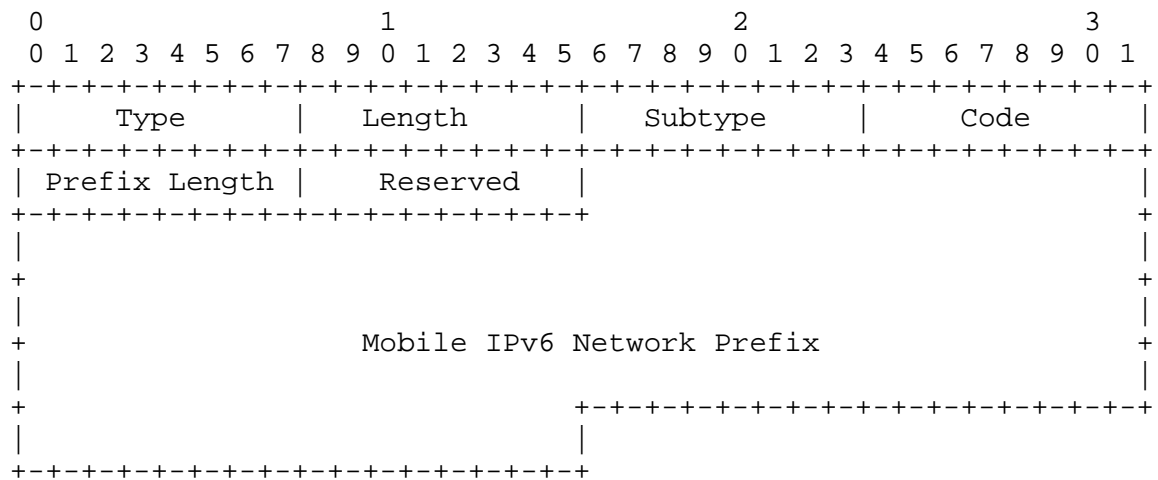 0                   1                   2                   3
 0 1 2 3 4 5 6 7 8 9 0 1 2 3 4 5 6 7 8 9 0 1 2 3 4 5 6 7 8 9 0 1
+-+-+-+-+-+-+-+-+-+-+-+-+-+-+-+-+-+-+-+-+-+-+-+-+-+-+-+-+-+-+-+-+
|     Type      |   Length      |   Subtype     |     Code      |
+-+-+-+-+-+-+-+-+-+-+-+-+-+-+-+-+-+-+-+-+-+-+-+-+-+-+-+-+-+-+-+-+
| Prefix Length |    Reserved   |                               |
+-+-+-+-+-+-+-+-+-+-+-+-+-+-+-+-+                               +
|                                                               |
+                                                               +
|                                                               |
+                   Mobile IPv6 Network Prefix                  +
|                                                               |
+                               +-+-+-+-+-+-+-+-+-+-+-+-+-+-+-+-+
|                               |
+-+-+-+-+-+-+-+-+-+-+-+-+-+-+-+-+